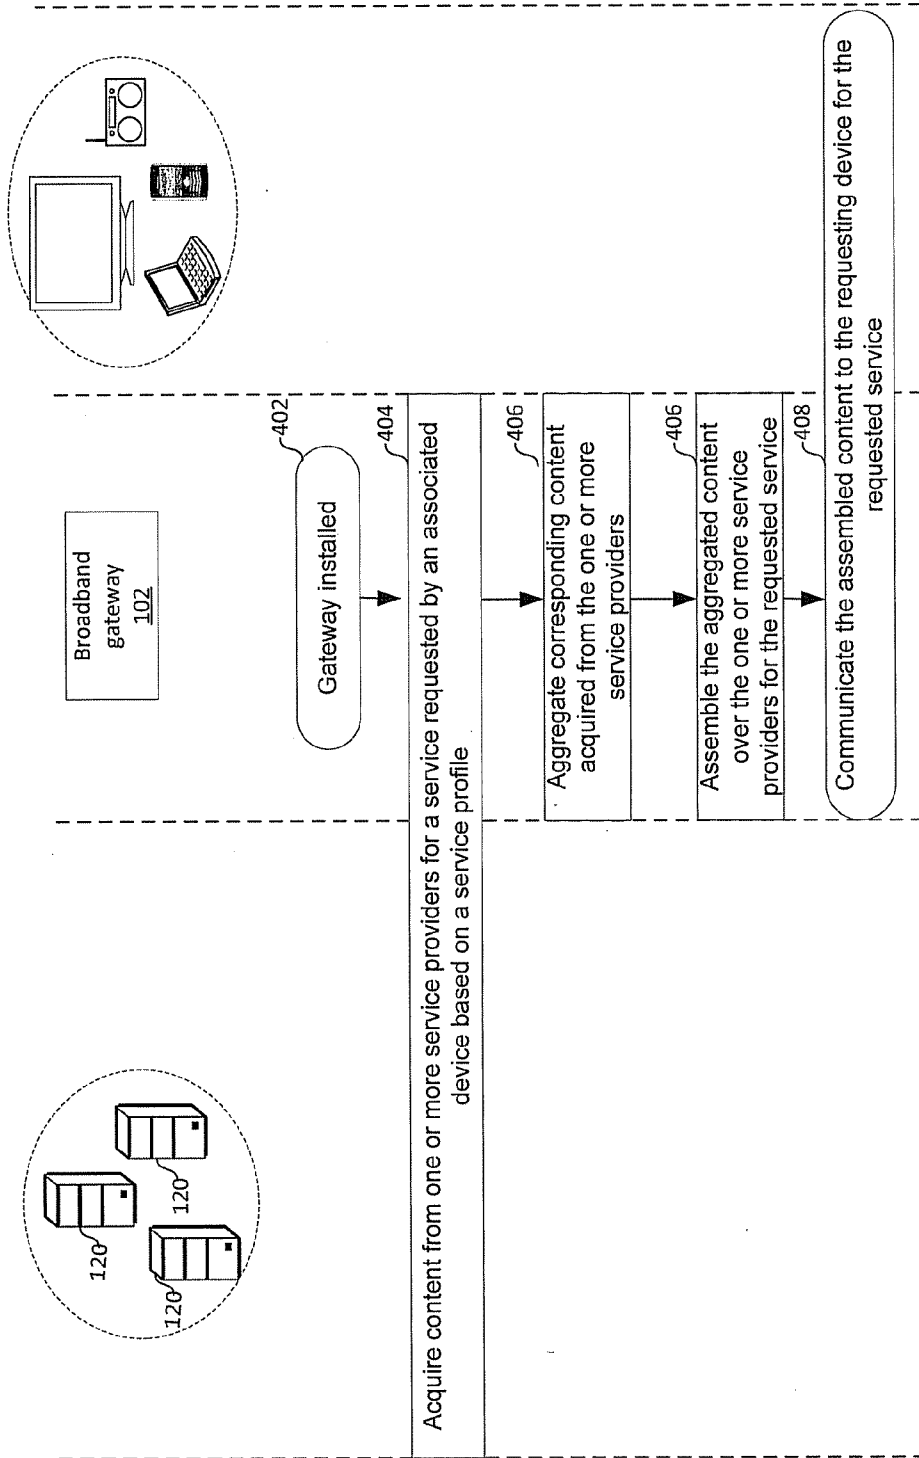 120
120
120
Broadband
gateway
102
402
Gateway installed
404
Acquire content from one or more service providers for a service requested by an associated
device based on a service profile
406
Aggregate corresponding content
acquired from the one or more
service providers
406
Assemble the aggregated content
over the one or more service
providers for the requested service
408
Communicate the assembled content to the requesting device for the
requested service